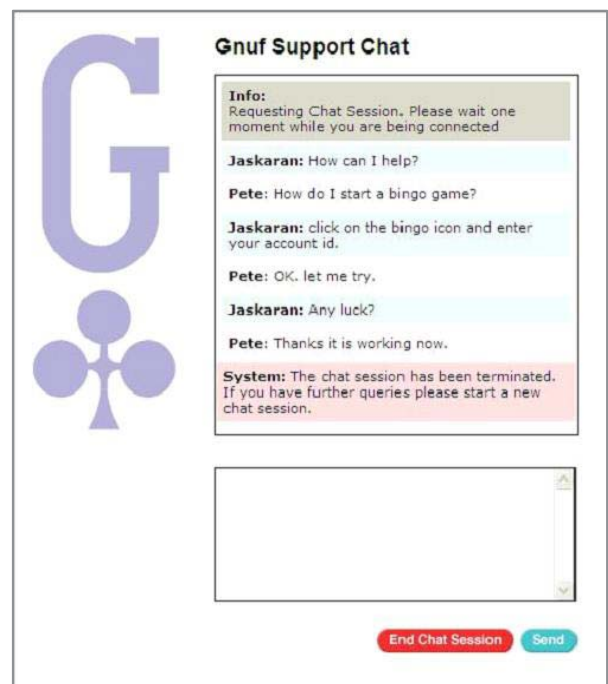 G
Gnuf Support Chat
Info:
Requesting Chat Session. Please wait one
moment while you are being connected
Jaskaran: How can I help?
Pete: How do I start a bingo game?
Jaskaran: click on the bingo icon and enter
your account id.
Pete: OK. let me try.
Jaskaran: Any luck?
Pete: Thanks it is working now.
System: The chat session has been terminated.
If you have further queries please start a new
chat session.
End Chat Session
Send